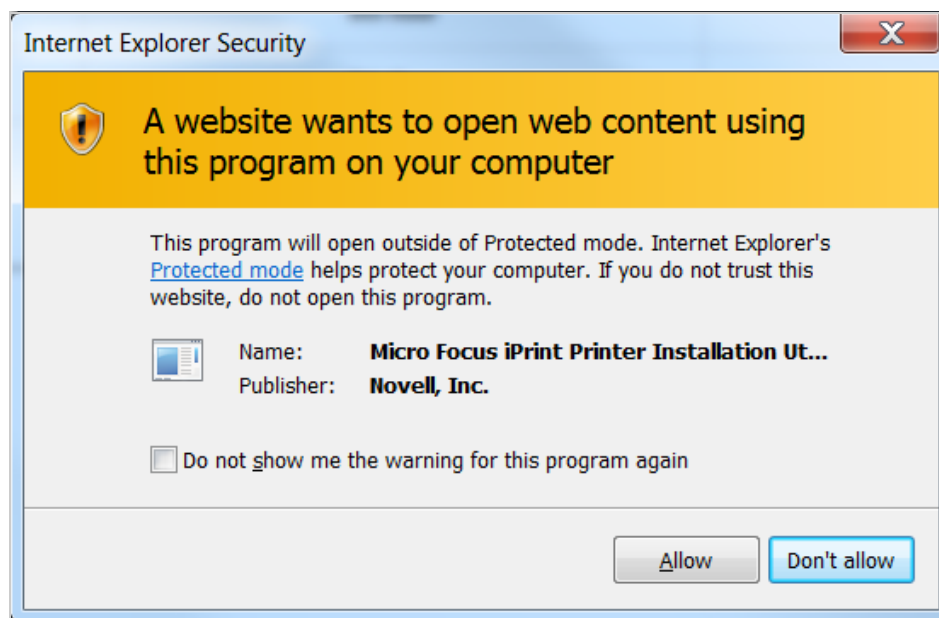 Internet Explorer Security
A website wants to open web content using
this program on your computer
This program will open outside of Protected mode. Internet Explorer's
Protected mode helps protect your computer. If you do not trust this
website, do not open this program.
Name: Micro Focus iPrint Printer Installation Ut...
Publisher: Novell, Inc.
Do not show me the warning for this program again
Allow Don't allow